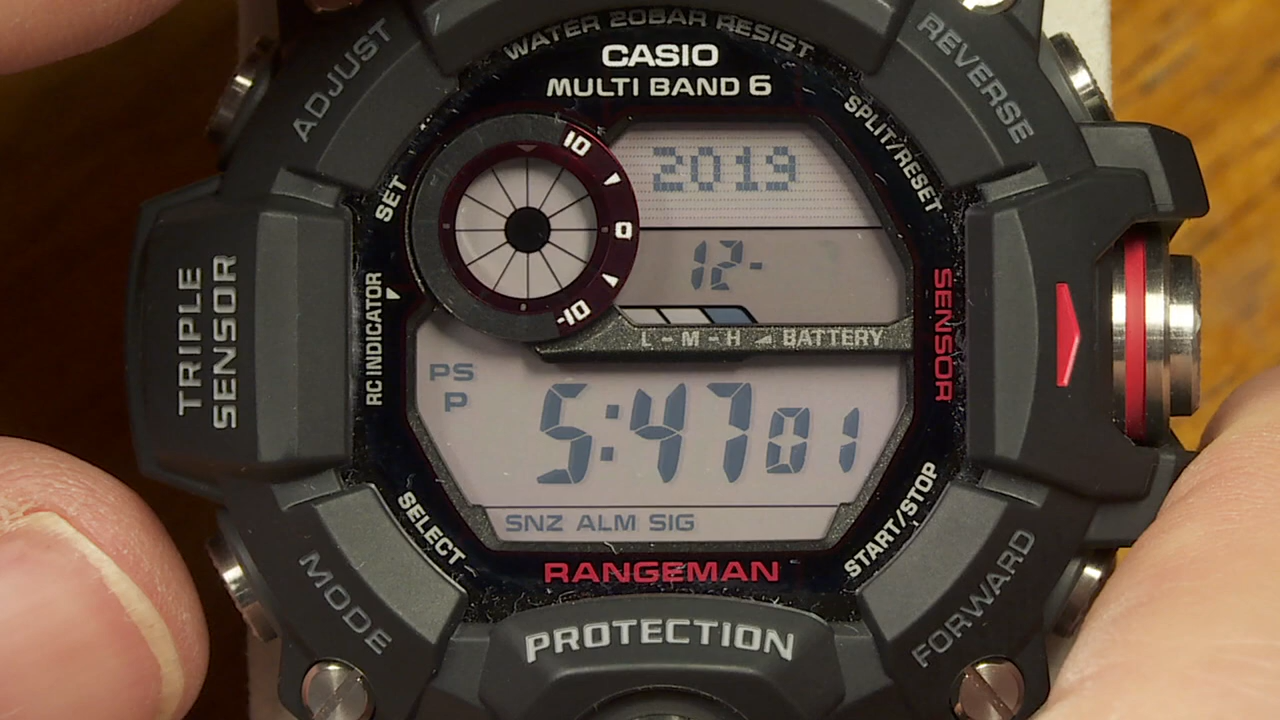 WATER 20BAR RESIST
CASIO
MULTI BAND 6
ADJUST
REVERSE
SET
SPLIT/RESET
10
0
-10
2019
12-
L - M - H BATTERY
TRIPLE
SENSOR
RC INDICATOR
SENSOR
PS
P
5:47 01
SNZ ALM SIG
SELECT
START/STOP
RANGEMAN
MODE
FORWARD
PROTECTION